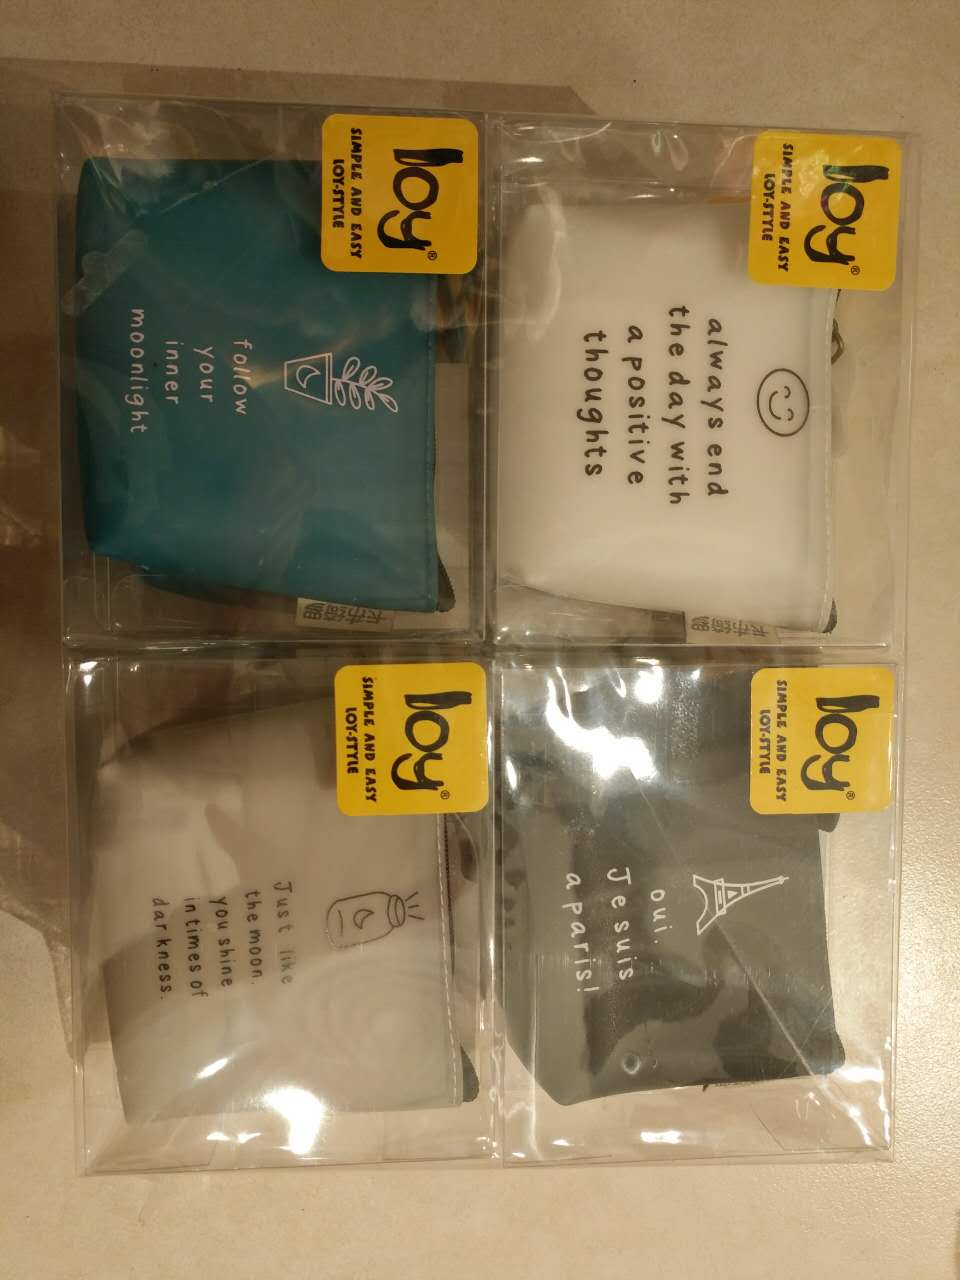 loy®
SIMPLE AND EASY
LOY-STYLE
always end
the day with
a positive
thoughts
loy®
SIMPLE AND EASY
LOY-STYLE
oui.
Je suis
a paris!
loy®
SIMPLE AND EASY
LOY-STYLE
follow
your
inner
moonlight
loy®
SIMPLE AND EASY
LOY-STYLE
Just like
the moon.
you shine
in times of
darkness.